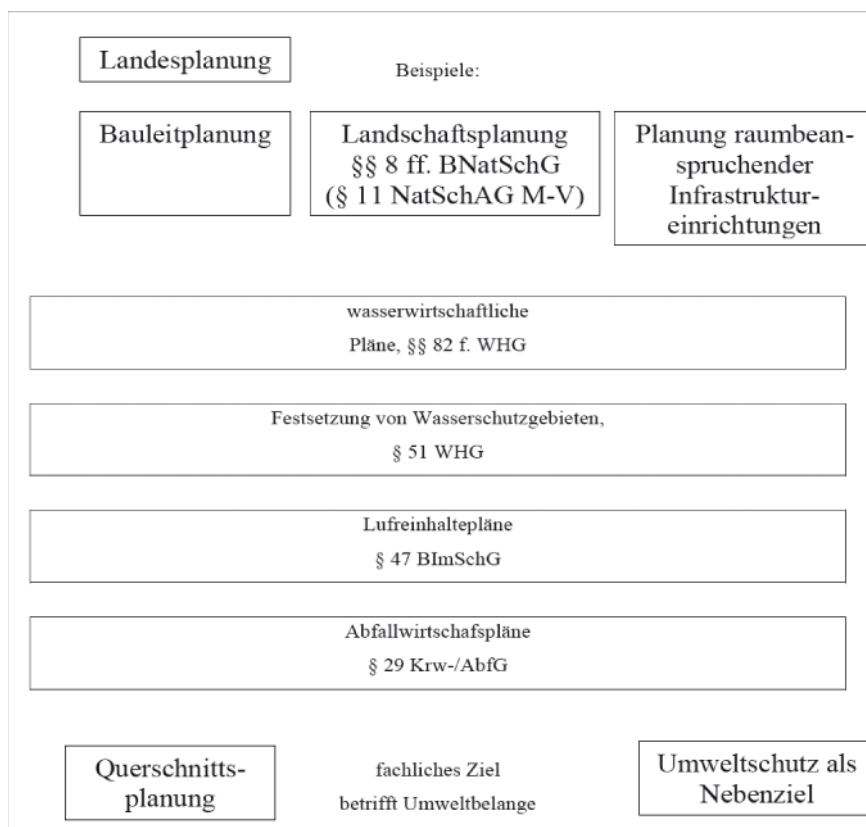 Landesplanung
Beispiele:
Bauleitplanung
Landschaftsplanung
§§ 8 ff. BNatSchG
(§ 11 NatSchAG M-V)
Planung raumbean-
spruchender
Infrastruktur-
einrichtungen
wasserwirtschaftliche
Pläne, §§ 82 f. WHG
Festsetzung von Wasserschutzgebieten,
§ 51 WHG
Lufreinhaltepläne
§ 47 BImSchG
Abfallwirtschafspläne
§ 29 Krw-/AbfG
Querschnitts-
planung
fachliches Ziel
betrifft Umweltbelange
Umweltschutz als
Nebenziel